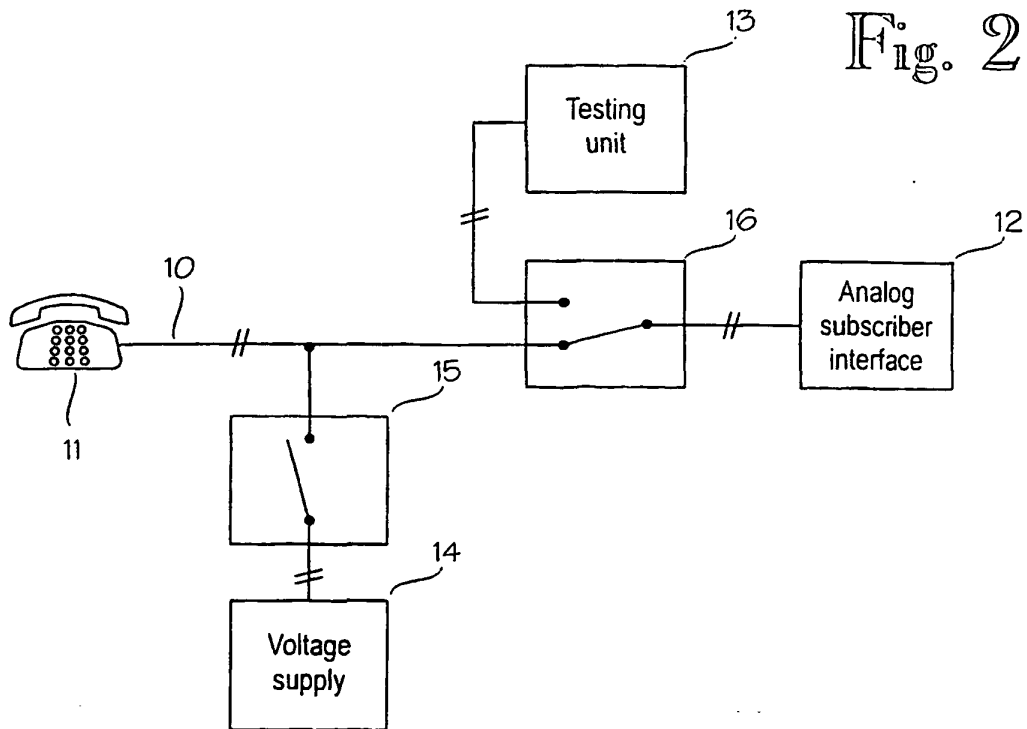 Fig. 2
13
Testing
unit
16
12
Analog
subscriber
interface
10
11
15
14
Voltage
supply